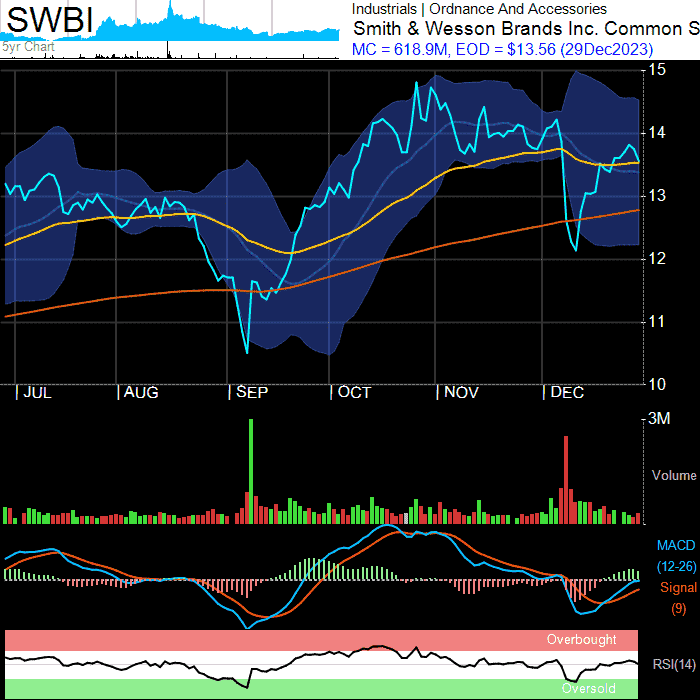 SWBI
5yr Chart
Industrials | Ordnance And Accessories
Smith & Wesson Brands Inc. Common S
MC = 618.9M, EOD = $13.56 (29Dec2023)
15
14
13
12
11
10
|JUL |AUG |SEP |OCT |NOV |DEC
3M
Volume
MACD
(12-26)
Signal
(9)
Overbought
RSI(14)
Oversold